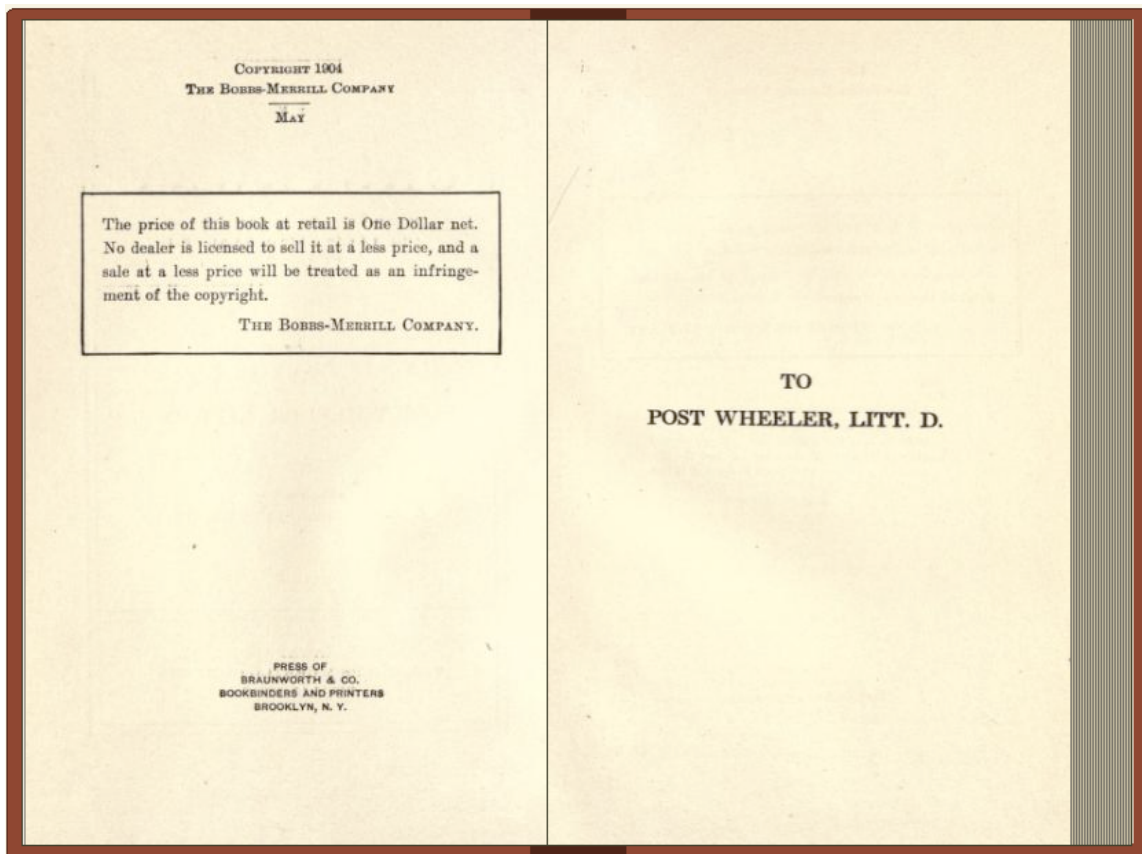 COPYRIGHT 1904
THE BOBBS-MERRILL COMPANY
MAY
The price of this book at retail is One Dollar net.
No dealer is licensed to sell it at a less price, and a
sale at a less price will be treated as an infringe-
ment of the copyright.
THE BOBBS-MERRILL COMPANY.
PRESS OF
BRAUNWORTH & CO.
BOOKBINDERS AND PRINTERS
BROOKLYN, N. Y.
TO
POST WHEELER, LITT. D.